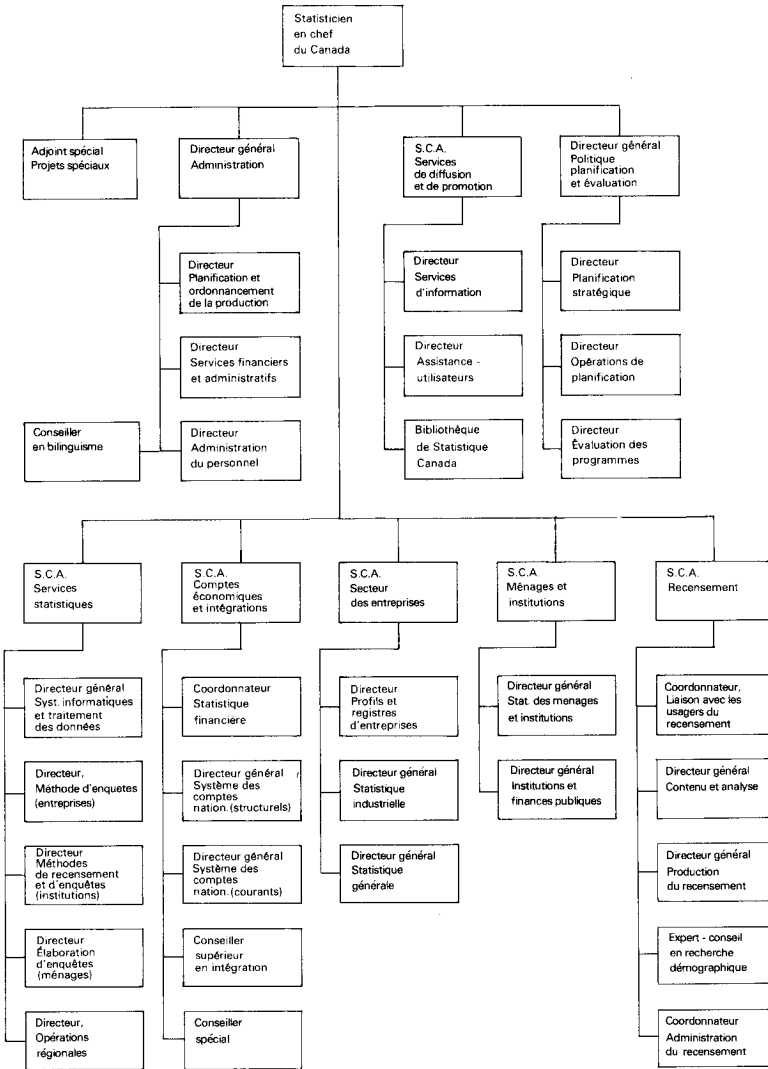 Statisticien
en chef
du Canada
Adjoint spécial
Projets spéciaux
Directeur général
Administration
S.C.A.
Services
de diffusion
et de promotion
Directeur général
Politique
planification
et évaluation
Directeur
Planification et
ordonnancement
de la production
Directeur
Services financiers
et administratifs
Conseiller
en bilinguisme
Directeur
Administration
du personnel
Directeur
Services
d'information
Directeur
Assistance -
utilisateurs
Bibliothèque
de Statistique
Canada
Directeur
Planification
stratégique
Directeur
Opérations de
planification
Directeur
Évaluation des
programmes
S.C.A.
Services
statistiques
Directeur général
Syst. informatiques
et traitement
des données
Directeur,
Méthode d'enquetes
(entreprises)
Directeur
Méthodes
de recensement
et d'enquêtes
(institutions)
Directeur
Élaboration
d'enquêtes
(ménages)
Directeur,
Opérations
régionales
S.C.A.
Comptes
économiques
et intégrations
Coordonnateur
Statistique
financière
Directeur général
Système des
comptes
nation. (structurels)
Directeur général
Système des
comptes
nation. (courants)
Conseiller
supérieur
en intégration
Conseiller
spécial
S.C.A.
Secteur
des entreprises
Directeur
Profils et
registres
d'entreprises
Directeur général
Statistique
industrielle
Directeur général
Statistique
générale
S.C.A.
Ménages et
institutions
Directeur général
Stat. des menages
et institutions
Directeur général
Institutions et
finances publiques
S.C.A.
Recensement
Coordonnateur,
Liaison avec les
usagers du
recensement
Directeur général
Contenu et analyse
Directeur général
Production
du recensement
Expert - conseil
en recherche
démographique
Coordonnateur
Administration
du recensement